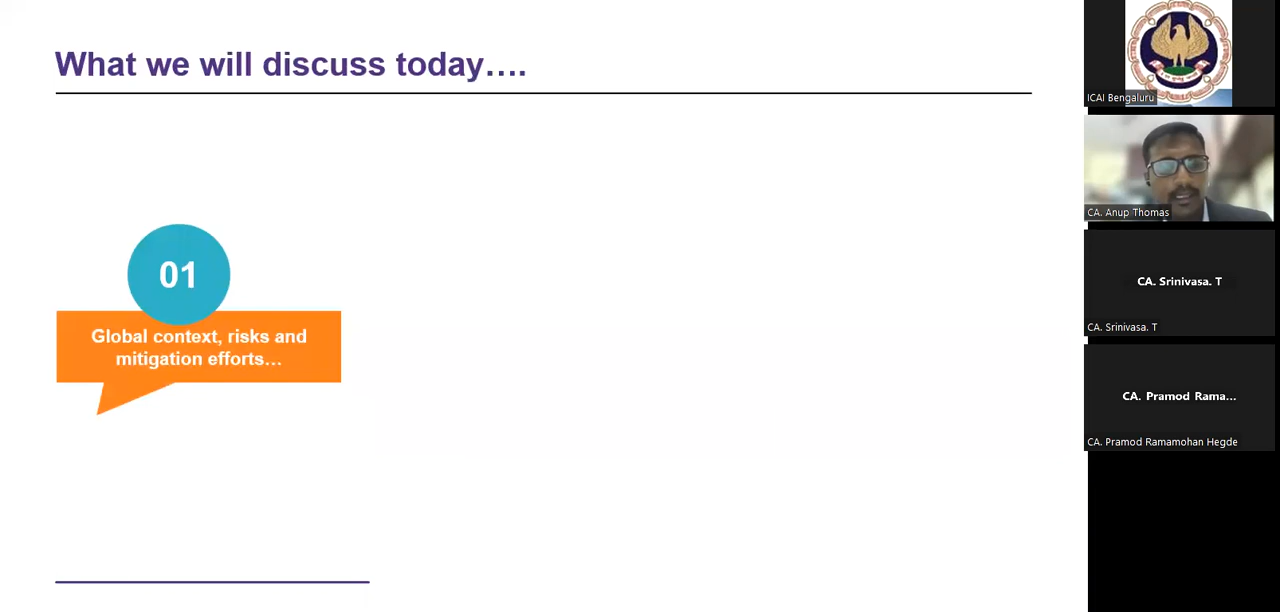 What we will discuss today….
01
Global context, risks and
mitigation efforts…
ICAI Bengaluru
CA. Anup Thomas
CA. Srinivasa. T
CA. Srinivasa. T
CA. Pramod Rama...
CA. Pramod Ramamohan Hegde